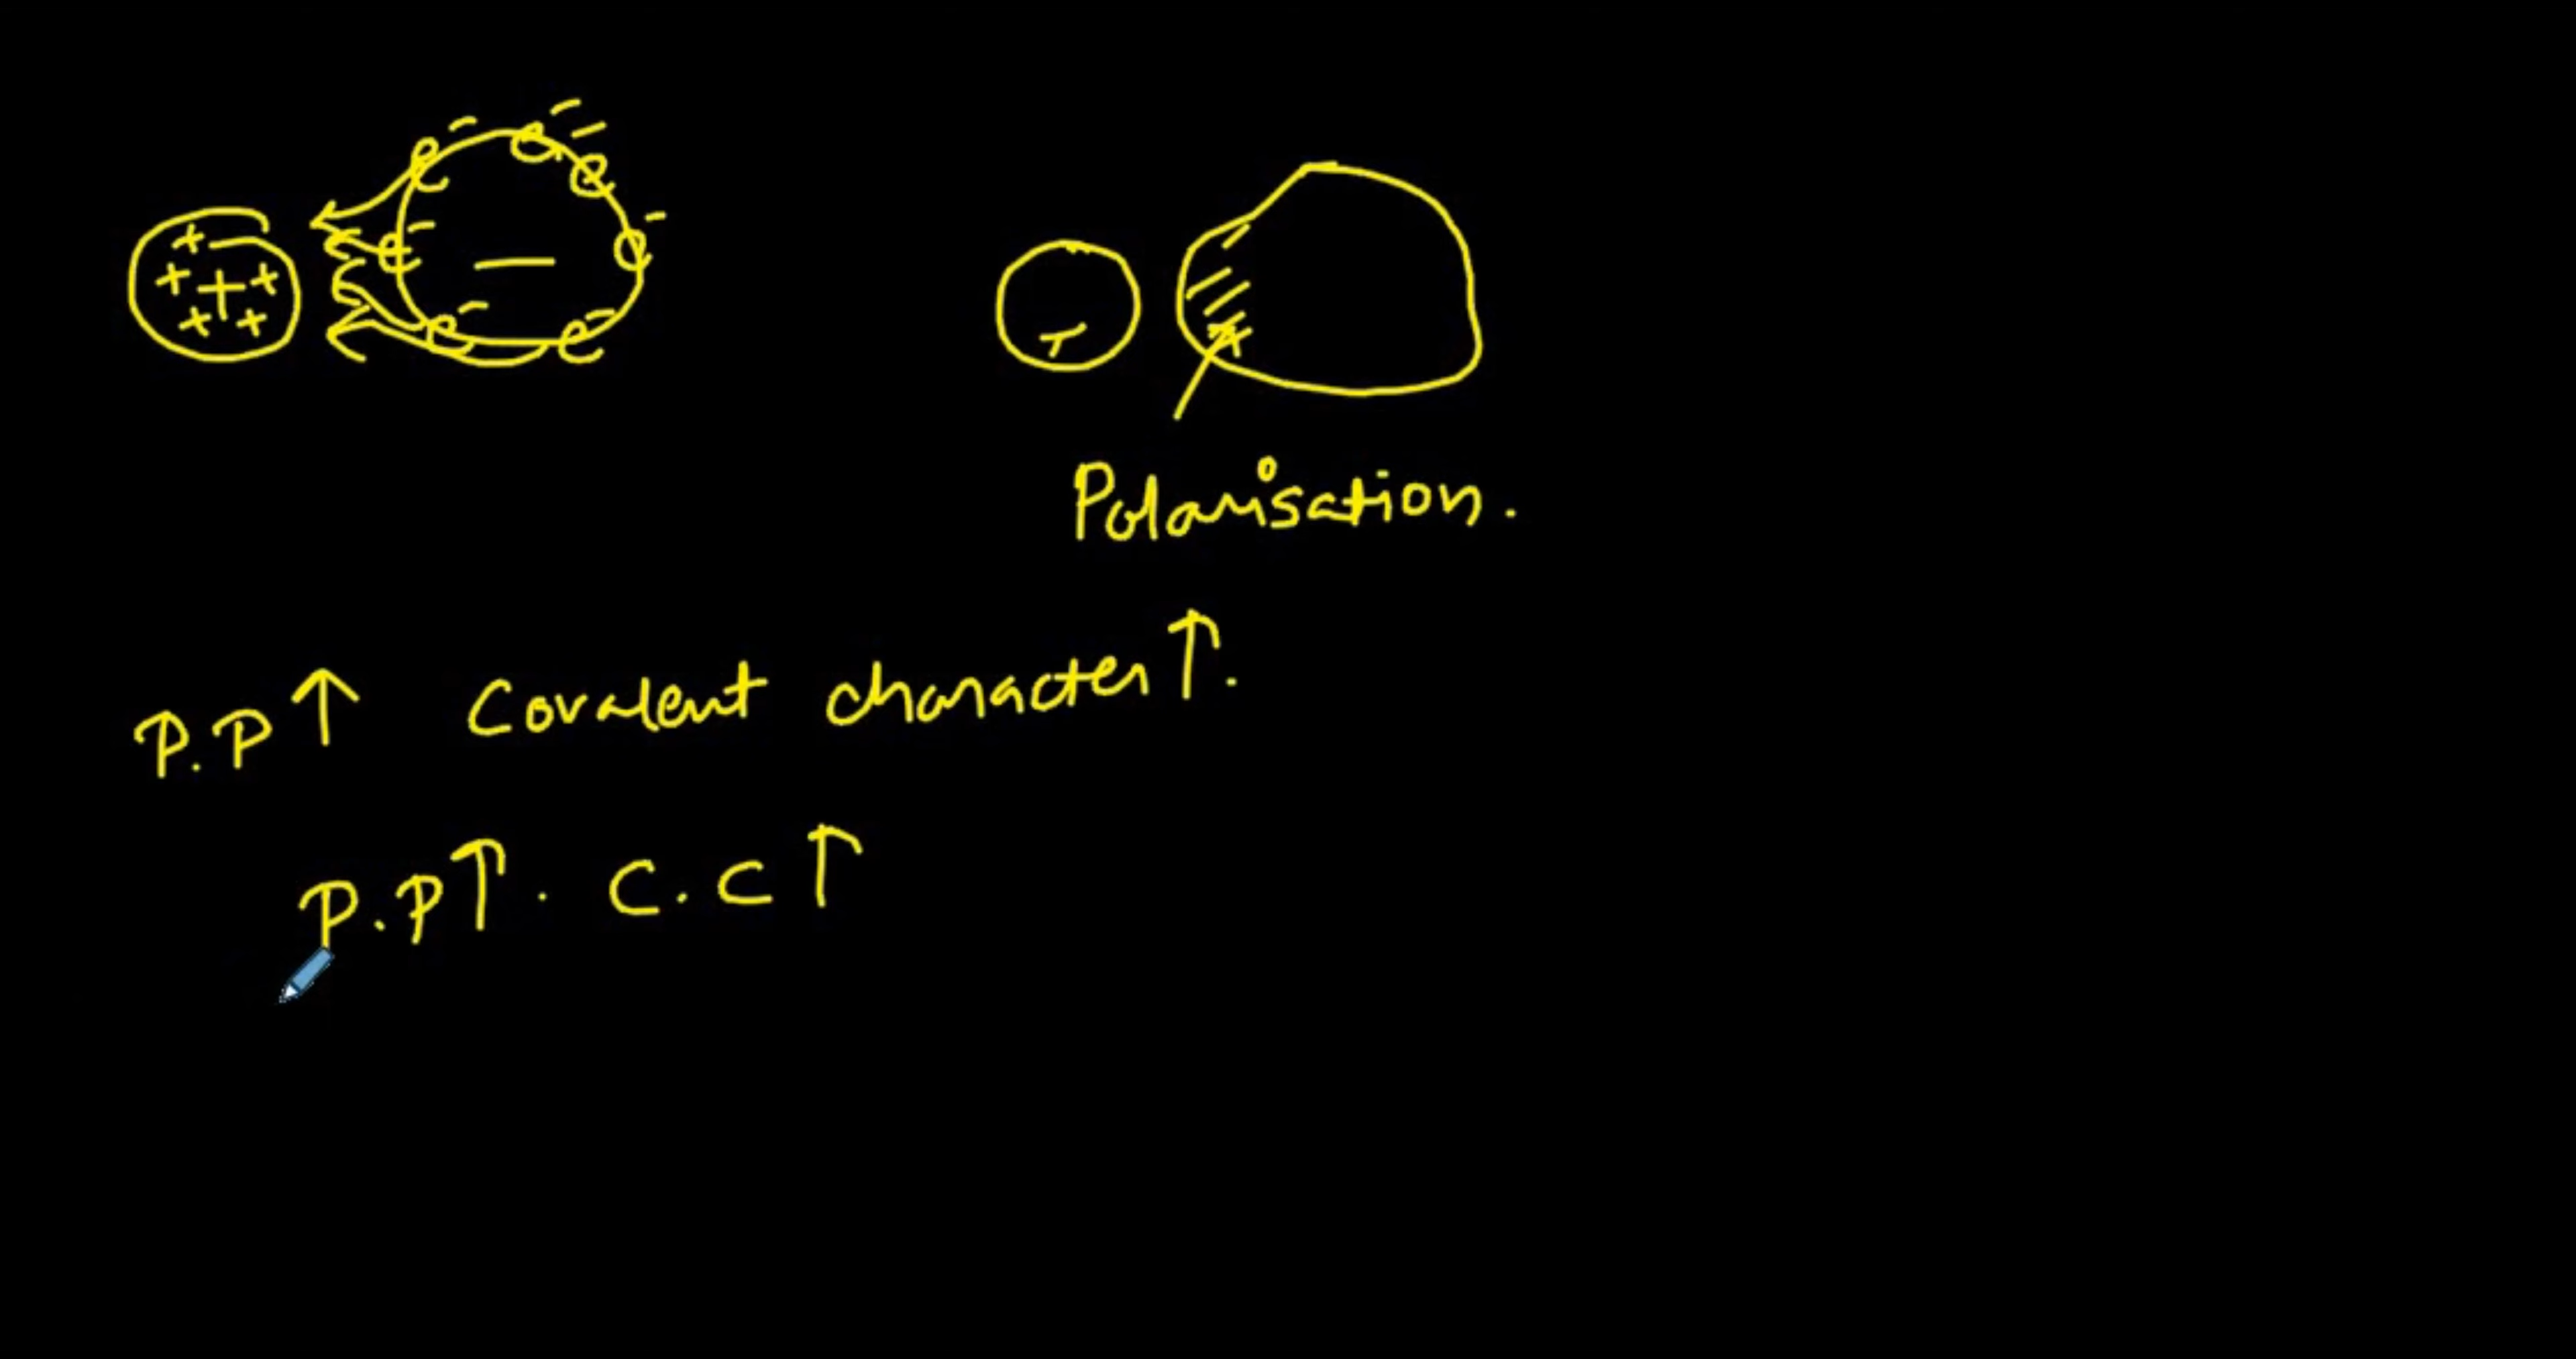 e⁻ e⁻ e⁻
e⁻ — e⁻
e⁻ e⁻
+
+ + +
+ +
Polarisation.
P.P↑ Covalent character↑.
P.P↑. C.C↑